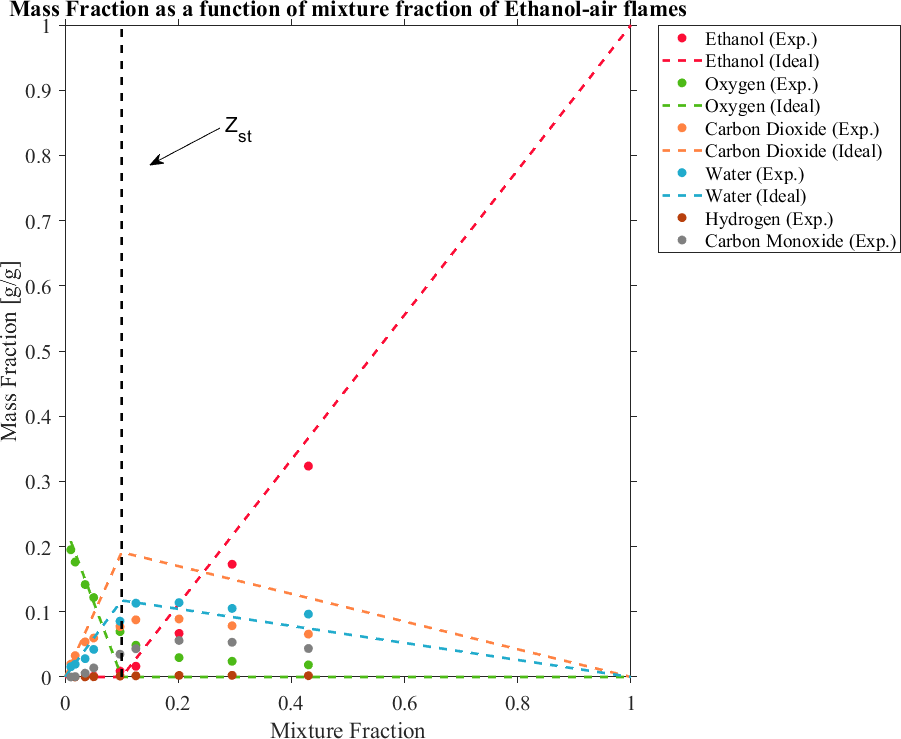 Mass Fraction as a function of mixture fraction of Ethanol-air flames
1
0.9
0.8
0.7
0.6
0.5
0.4
0.3
0.2
0.1
0
Mass Fraction [g/g]
Z_st
0 0.2 0.4 0.6 0.8 1
Mixture Fraction
Ethanol (Exp.)
Ethanol (Ideal)
Oxygen (Exp.)
Oxygen (Ideal)
Carbon Dioxide (Exp.)
Carbon Dioxide (Ideal)
Water (Exp.)
Water (Ideal)
Hydrogen (Exp.)
Carbon Monoxide (Exp.)